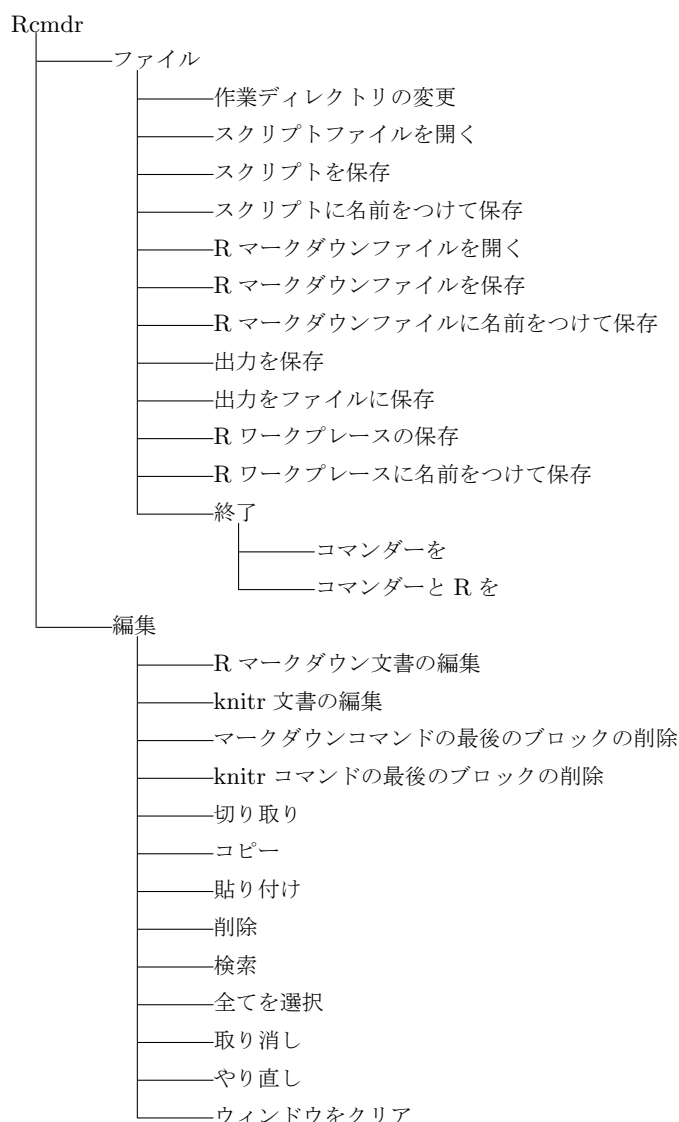 Rcmdr
ファイル
作業ディレクトリの変更
スクリプトファイルを開く
スクリプトを保存
スクリプトに名前をつけて保存
R マークダウンファイルを開く
R マークダウンファイルを保存
R マークダウンファイルに名前をつけて保存
出力を保存
出力をファイルに保存
R ワークプレースの保存
R ワークプレースに名前をつけて保存
終了
コマンダーを
コマンダーと R を
編集
R マークダウン文書の編集
knitr 文書の編集
マークダウンコマンドの最後のブロックの削除
knitr コマンドの最後のブロックの削除
切り取り
コピー
貼り付け
削除
検索
全てを選択
取り消し
やり直し
ウィンドウをクリア